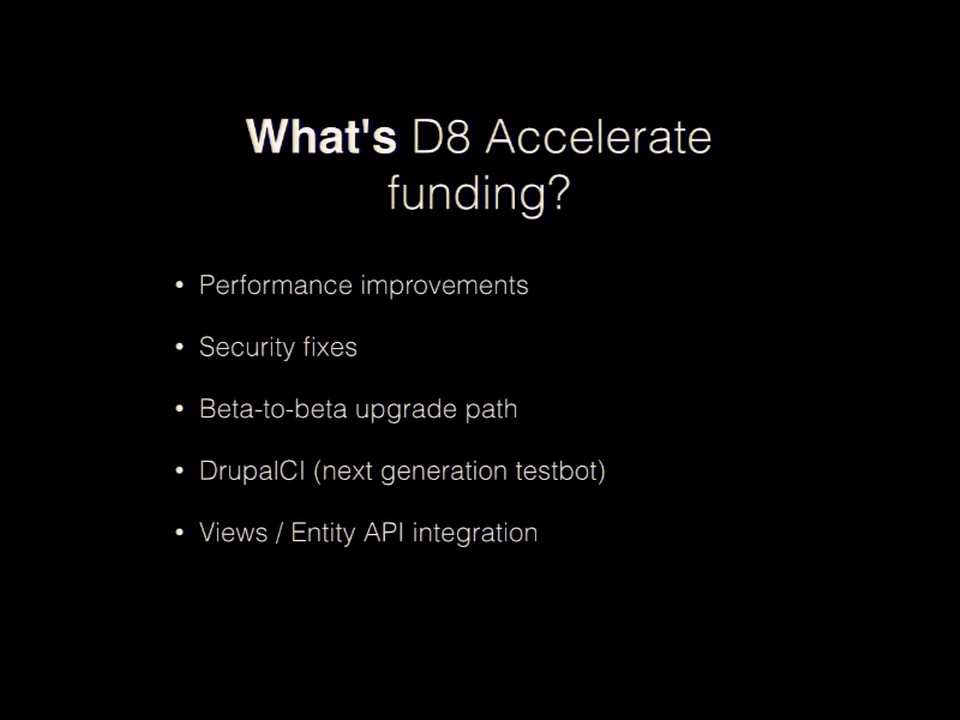 What's D8 Accelerate
funding?
• Performance improvements
• Security fixes
• Beta-to-beta upgrade path
• DrupalCI (next generation testbot)
• Views / Entity API integration